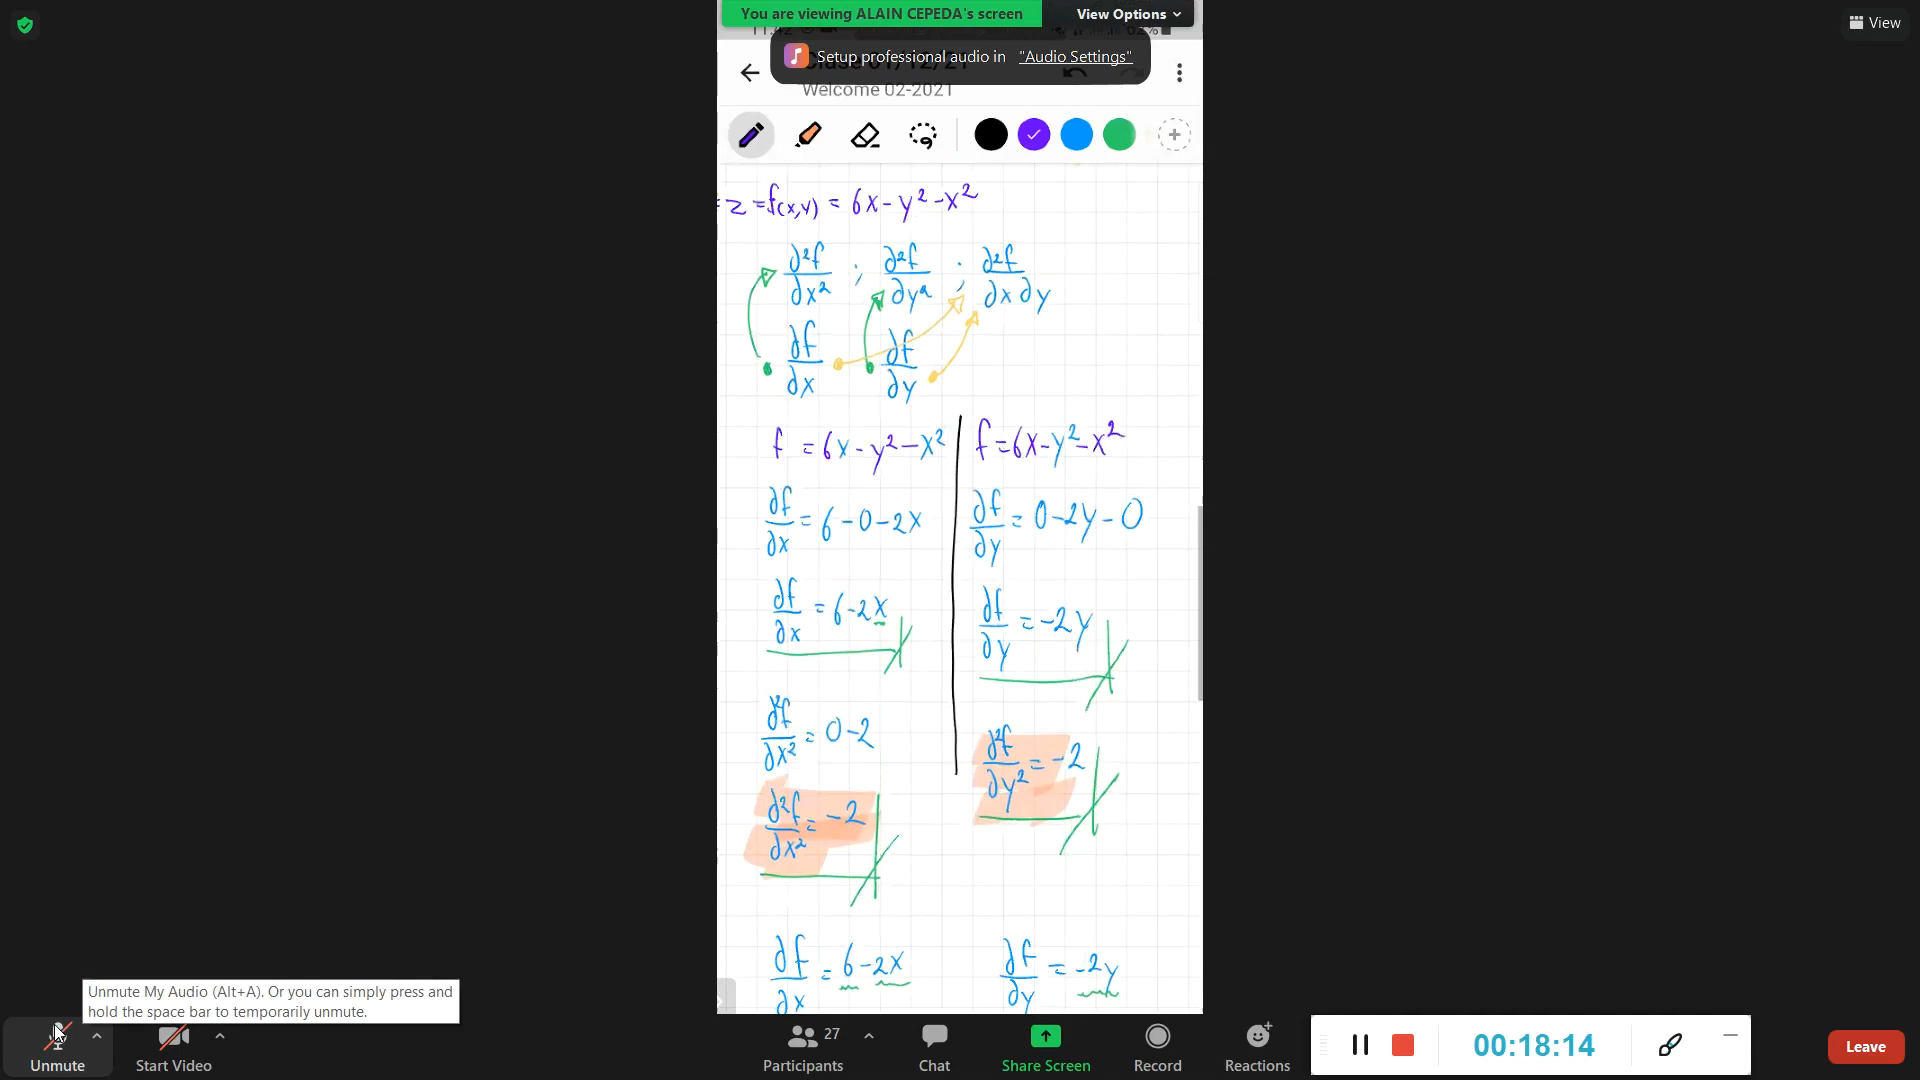 You are viewing ALAIN CEPEDA's screen
View Options
View
Setup professional audio in "Audio Settings"
Welcome 02-2021
z = f(x,y) = 6x - y² - x²
∂²f/∂x² ; ∂²f/∂y² ; ∂²f/∂x∂y
∂f/∂x ∂f/∂y
f = 6x - y² - x²
∂f/∂x = 6 - 0 - 2x
∂f/∂x = 6 - 2x
∂²f/∂x² = 0 - 2
∂²f/∂x² = -2
f = 6x - y² - x²
∂f/∂y = 0 - 2y - 0
∂f/∂y = -2y
∂²f/∂y² = -2
∂f/∂x = 6 - 2x
∂f/∂y = -2y
Unmute My Audio (Alt+A). Or you can simply press and
hold the space bar to temporarily unmute.
Unmute
Start Video
27
Participants
Chat
Share Screen
Record
Reactions
00:18:14
Leave